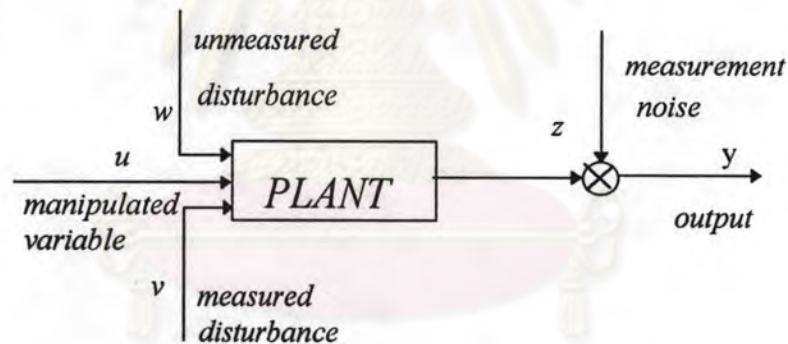 unmeasured
disturbance
w
measurement
noise
z
u
y
PLANT
manipulated
variable
output
v
measured
disturbance